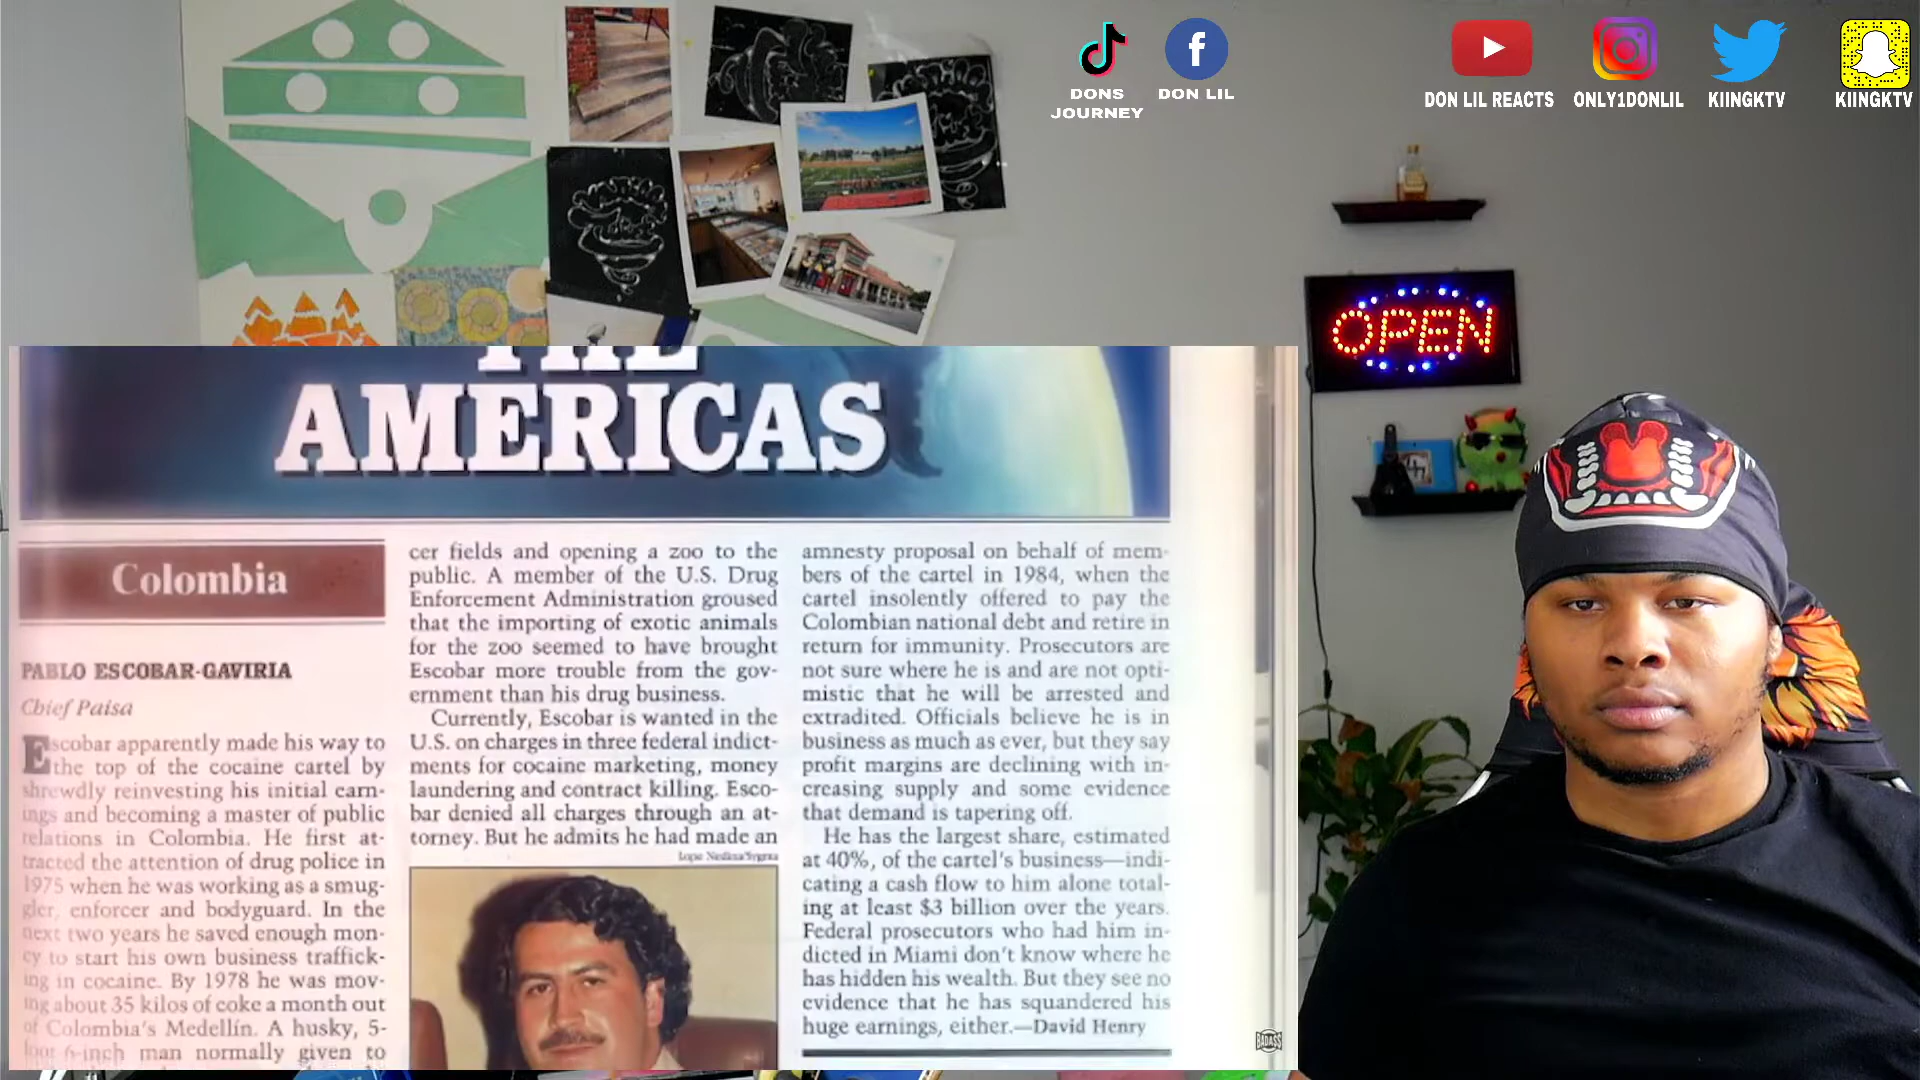 DONS
JOURNEY
DON LIL
DON LIL REACTS
ONLY1DONLIL
KIINGKTV
KIINGKTV
OPEN
THE
AMERICAS
Colombia
PABLO ESCOBAR-GAVIRIA
Chief Paisa
Escobar apparently made his way to
the top of the cocaine cartel by
shrewdly reinvesting his initial earn-
ings and becoming a master of public
relations in Colombia. He first at-
tracted the attention of drug police in
1975 when he was working as a smug-
gler, enforcer and bodyguard. In the
next two years he saved enough mon-
ey to start his own business traffick-
ing in cocaine. By 1978 he was mov-
ing about 35 kilos of coke a month out
of Colombia's Medellín. A husky, 5-
foot 6-inch man normally given to
cer fields and opening a zoo to the
public. A member of the U.S. Drug
Enforcement Administration groused
that the importing of exotic animals
for the zoo seemed to have brought
Escobar more trouble from the gov-
ernment than his drug business.
Currently, Escobar is wanted in the
U.S. on charges in three federal indict-
ments for cocaine marketing, money
laundering and contract killing. Esco-
bar denied all charges through an at-
torney. But he admits he had made an
amnesty proposal on behalf of mem-
bers of the cartel in 1984, when the
cartel insolently offered to pay the
Colombian national debt and retire in
return for immunity. Prosecutors are
not sure where he is and are not opti-
mistic that he will be arrested and
extradited. Officials believe he is in
business as much as ever, but they say
profit margins are declining with in-
creasing supply and some evidence
that demand is tapering off.
He has the largest share, estimated
at 40%, of the cartel's business—indi-
cating a cash flow to him alone total-
ing at least $3 billion over the years.
Federal prosecutors who had him in-
dicted in Miami don't know where he
has hidden his wealth. But they see no
evidence that he has squandered his
huge earnings, either.—David Henry
BADASS